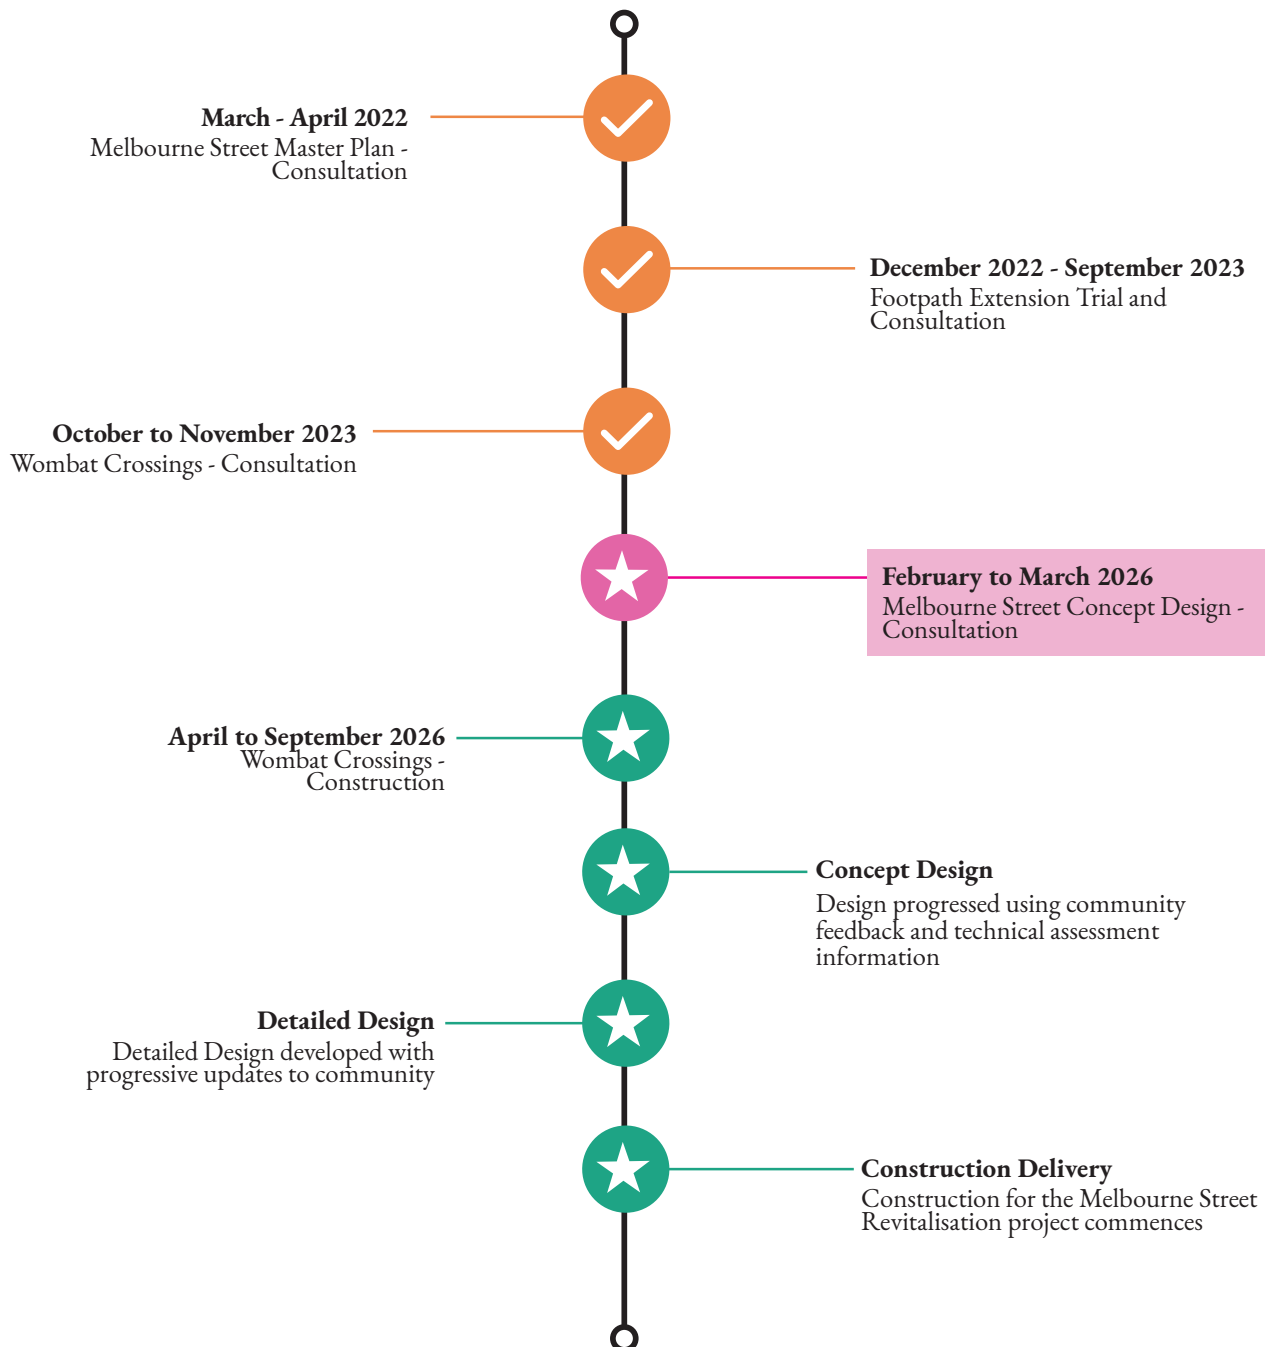 March - April 2022
Melbourne Street Master Plan -
Consultation
December 2022 - September 2023
Footpath Extension Trial and
Consultation
October to November 2023
Wombat Crossings - Consultation
February to March 2026
Melbourne Street Concept Design -
Consultation
April to September 2026
Wombat Crossings -
Construction
Concept Design
Design progressed using community
feedback and technical assessment
information
Detailed Design
Detailed Design developed with
progressive updates to community
Construction Delivery
Construction for the Melbourne Street
Revitalisation project commences